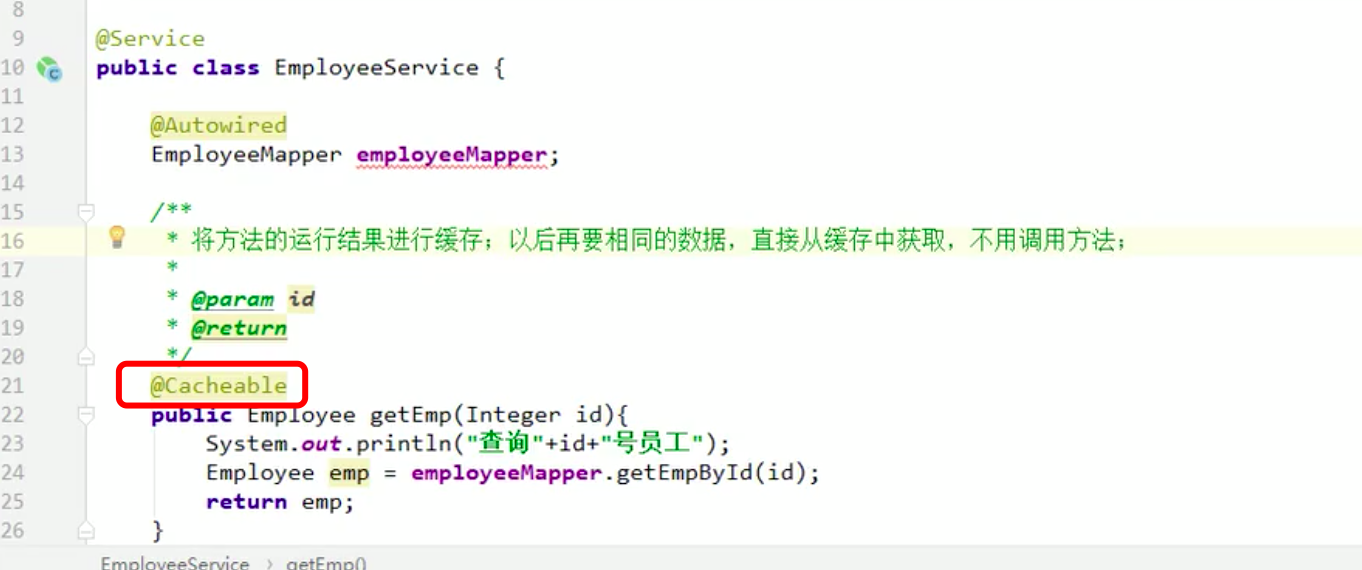 8
9 @Service
10 public class EmployeeService {
11
12 @Autowired
13 EmployeeMapper employeeMapper;
14
15 /**
16 * 将方法的运行结果进行缓存；以后再要相同的数据，直接从缓存中获取，不用调用方法；
17 *
18 * @param id
19 * @return
20 */
21 @Cacheable
22 public Employee getEmp(Integer id){
23 System.out.println("查询"+id+"号员工");
24 Employee emp = employeeMapper.getEmpById(id);
25 return emp;
26 }
EmployeeService › getEmp()